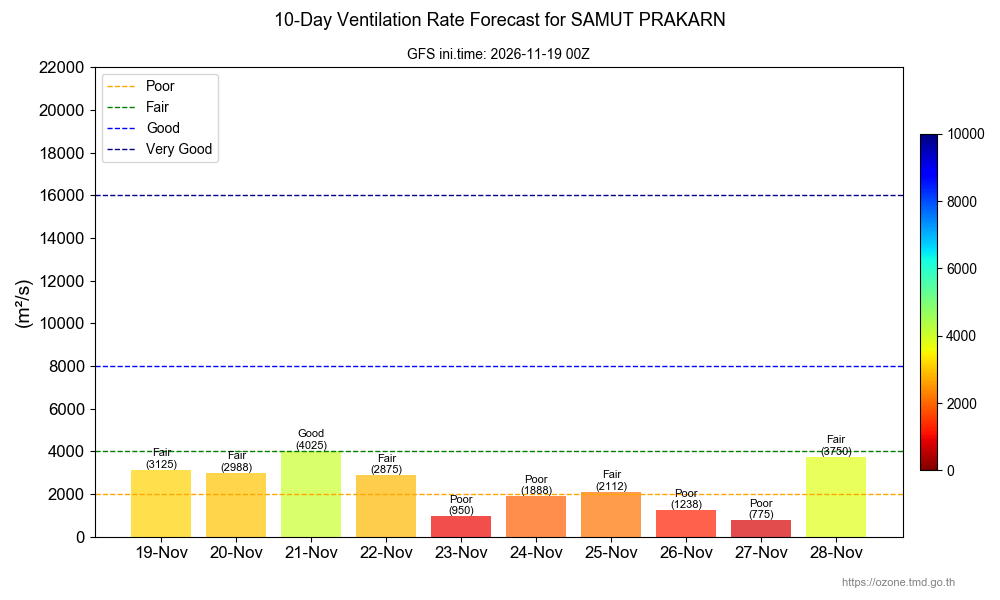 10-Day Ventilation Rate Forecast for SAMUT PRAKARN
GFS ini.time: 2026-11-19 00Z
(m²/s)
22000
20000
18000
16000
14000
12000
10000
8000
6000
4000
2000
0
Poor
Fair
Good
Very Good
Fair
(3125)
Fair
(2988)
Good
(4025)
Fair
(2875)
Poor
(950)
Poor
(1888)
Fair
(2112)
Poor
(1238)
Poor
(775)
Fair
(3750)
19-Nov
20-Nov
21-Nov
22-Nov
23-Nov
24-Nov
25-Nov
26-Nov
27-Nov
28-Nov
10000
8000
6000
4000
2000
0
https://ozone.tmd.go.th